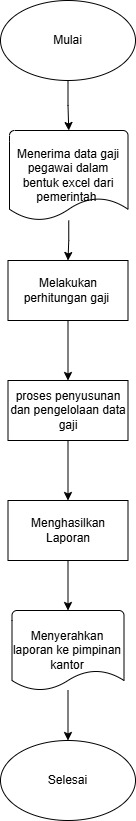 Mulai
Menerima data gaji
pegawai dalam
bentuk excel dari
pemerintah
Melakukan
perhitungan gaji
proses penyusunan
dan pengelolaan data
gaji
Menghasilkan
Laporan
Menyerahkan
laporan ke pimpinan
kantor
Selesai